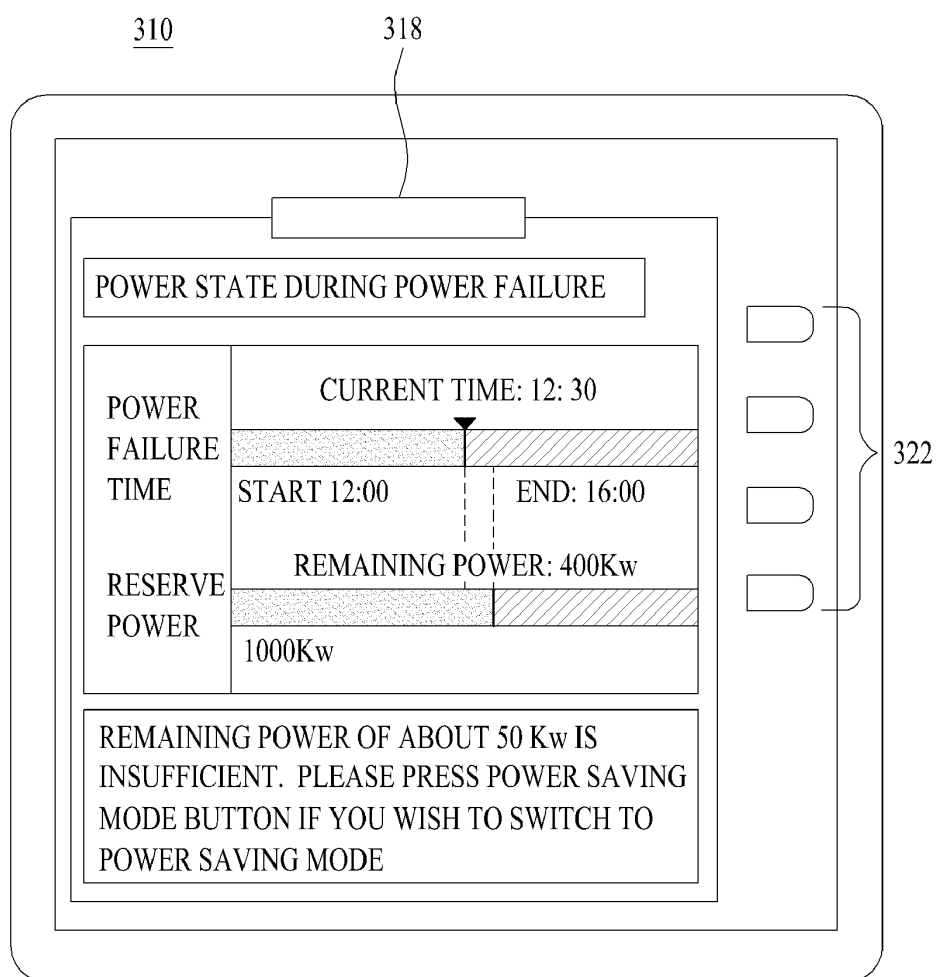 310
318
POWER STATE DURING POWER FAILURE
CURRENT TIME: 12: 30
POWER
FAILURE
TIME
START 12:00 END: 16:00
322
REMAINING POWER: 400Kw
RESERVE
POWER
1000Kw
REMAINING POWER OF ABOUT 50 Kw IS
INSUFFICIENT. PLEASE PRESS POWER SAVING
MODE BUTTON IF YOU WISH TO SWITCH TO
POWER SAVING MODE